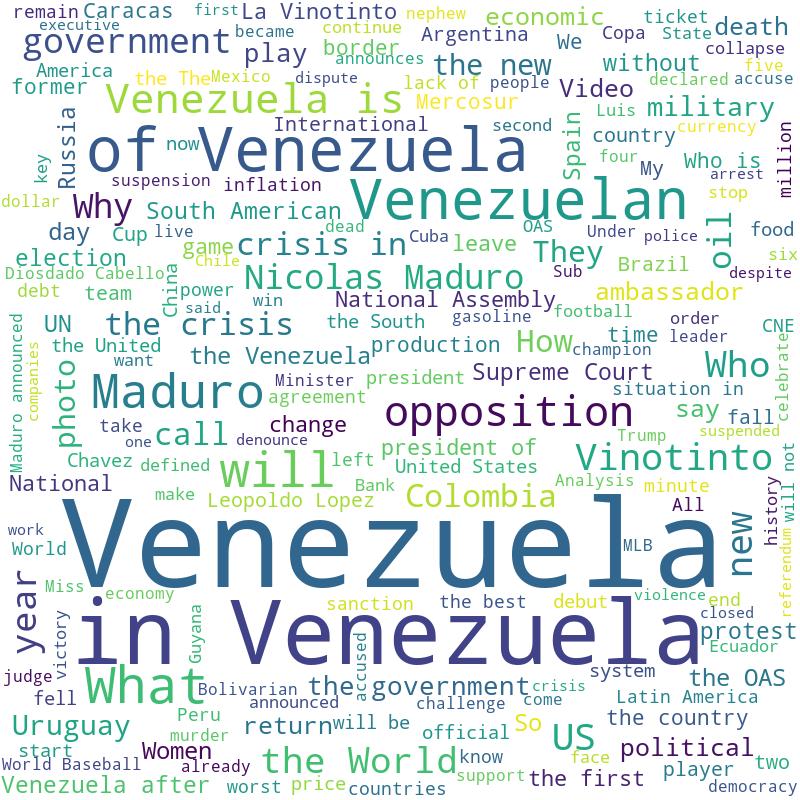 remain
Caracas
first
La Vinotinto
nephew
economic
ticket
death
executive
government
became
play
continue
Argentina
We
Copa
State
collapse
America
border
announces
the new
without
five
former
the The
Mexico
dispute
lack of
people
Video
declared
accuse
Venezuela is
Mercosur
Luis
military
International
second
Spain
country
currency
Russia
of Venezuela
now
four
Who is
million
key
suspension
inflation
My
arrest
dollar
Why
South American
Venezuelan
stop
day
Cup
live
dead
Cuba
OAS
Under
police
oil
food
election
game
crisis in
leave
They
Brazil
six
Diosdado Cabello
Chile
Nicolas Maduro
Sub
despite
debt
team
China
power
said
win
National Assembly
football
ambassador
UN
the crisis
the South
gasoline
order
CNE
the United
the Venezuela
production
How
time
leader
champion
celebrate
Maduro announced
companies
photo
want
Minister
president
Supreme Court
Who
Maduro
agreement
situation in
take
one
call
denounce
change
opposition
say
fall
Chavez
defined
left
president of
Trump
suspended
National
make
will
Bank
United States
Analysis
Vinotinto
minute
will not
Leopoldo Lopez
Colombia
All
history
work
World
Venezuela
MLB
new
referendum
Miss
economy
sanction
the best
debut
violence
end
closed
year
victory
in Venezuela
protest
Guyana
accused
Ecuador
judge
What
Bolivarian
the government
crisis
system
the OAS
fell
announced
challenge
come
Latin America
Uruguay
Peru
murder
return
will be
official
So
US
the country
start
Women
the World
know
face
political
World Baseball
already
support
the first
player
two
Venezuela after
worst
price
countries
democracy